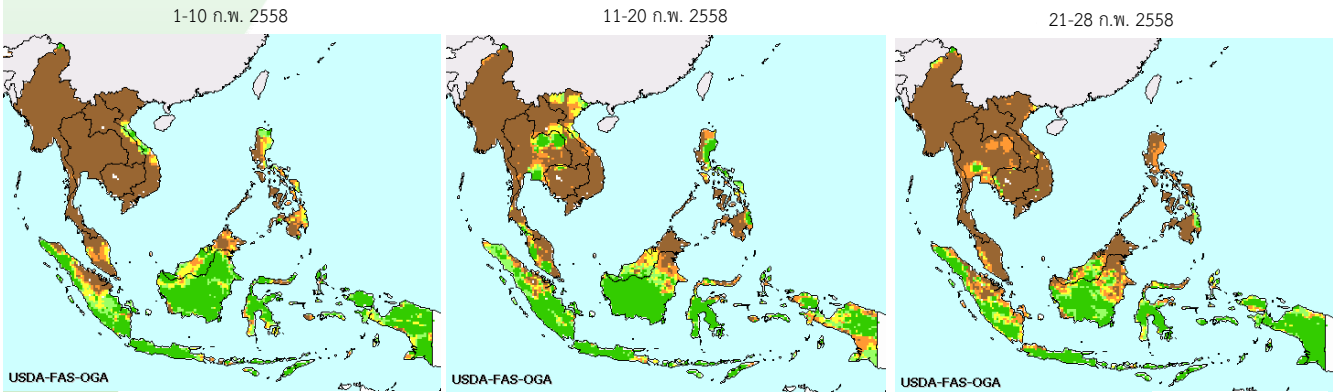 1-10 ก.พ. 2558
11-20 ก.พ. 2558
21-28 ก.พ. 2558
USDA-FAS-OGA
USDA-FAS-OGA
USDA-FAS-OGA